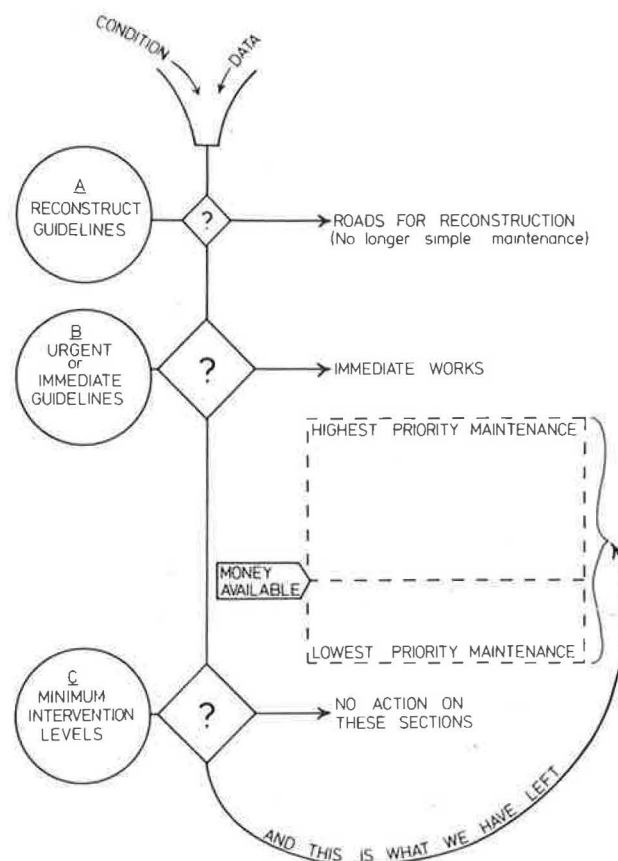 CONDITION
DATA
A
RECONSTRUCT
GUIDELINES
?
ROADS FOR RECONSTRUCTION
(No longer simple maintenance)
B
URGENT
or
IMMEDIATE
GUIDELINES
?
IMMEDIATE WORKS
HIGHEST PRIORITY MAINTENANCE
MONEY
AVAILABLE
LOWEST PRIORITY MAINTENANCE
C
MINIMUM
INTERVENTION
LEVELS
?
NO ACTION ON
THESE SECTIONS
AND THIS IS WHAT WE HAVE LEFT